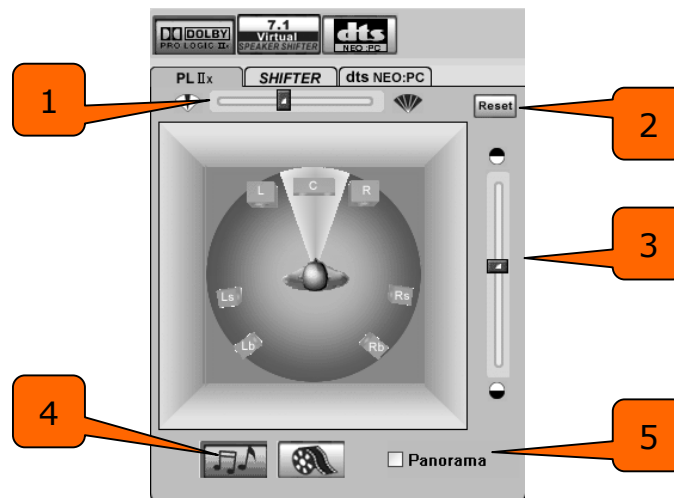 DOLBY
PRO LOGIC IIx
7.1
Virtual
SPEAKER SHIFTER
dts
NEO:PC
PL IIx
SHIFTER
dts NEO:PC
1
Reset
2
L
C
R
3
Ls
Rs
Lb
Rb
4
Panorama
5